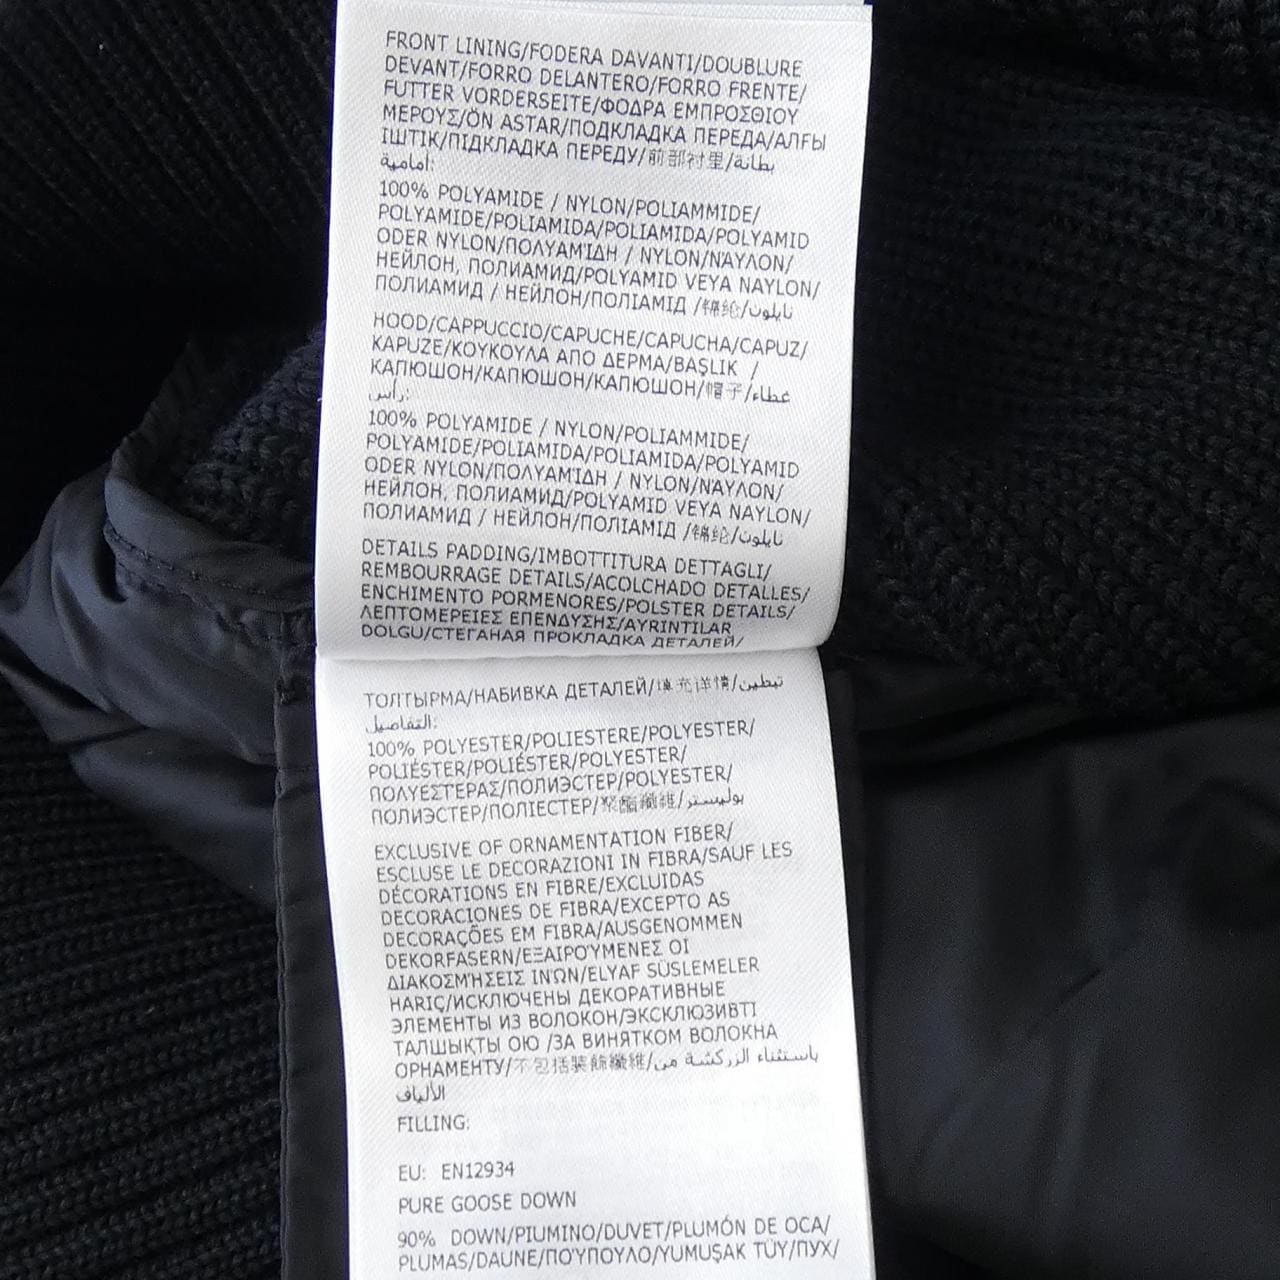 FRONT LINING/FODERA DAVANTI/DOUBLURE
DEVANT/FORRO DELANTERO/FORRO FRENTE/
FUTTER VORDERSEITE/ΦΟΔΡΑ ΕΜΠΡΟΣΘΙΟΥ
ΜΕΡΟΥΣ/ÖN ASTAR/ПОДКЛАДКА ПЕРЕДА/АЛҒЫ
ІШТІК/ПІДКЛАДКА ПЕРЕДУ/前部衬里/بطانة
أمامية:
100% POLYAMIDE / NYLON/POLIAMMIDE/
POLYAMIDE/POLIAMIDA/POLIAMIDA/POLYAMID
ODER NYLON/ΠΟΛΥΑΜΊΔΗ / NYLON/ΝΆΥΛΟΝ/
НЕЙЛОН, ПОЛИАМИД/POLYAMID VEYA NAYLON/
ПОЛИАМИД / НЕЙЛОН/ПОЛІАМІД /锦纶/نايلون
HOOD/CAPPUCCIO/CAPUCHE/CAPUCHA/CAPUZ/
KAPUZE/ΚΟΥΚΟΥΛΑ ΑΠΟ ΔΕΡΜΑ/BAŞLIK /
КАПЮШОН/КАПЮШОН/КАПЮШОН/帽子/غطاء
رأس:
100% POLYAMIDE / NYLON/POLIAMMIDE/
POLYAMIDE/POLIAMIDA/POLIAMIDA/POLYAMID
ODER NYLON/ΠΟΛΥΑΜΊΔΗ / NYLON/ΝΆΥΛΟΝ/
НЕЙЛОН, ПОЛИАМИД/POLYAMID VEYA NAYLON/
ПОЛИАМИД / НЕЙЛОН/ПОЛІАМІД /锦纶/نايلون
DETAILS PADDING/IMBOTTITURA DETTAGLI/
REMBOURRAGE DETAILS/ACOLCHADO DETALLES/
ENCHIMENTO PORMENORES/POLSTER DETAILS/
ΛΕΠΤΟΜΕΡΕΙΕΣ ΕΠΕΝΔΥΣΗΣ/AYRINTILAR
DOLGU/СТЕГАНАЯ ПРОКЛАДКА ДЕТАЛЕЙ/
ТОЛТЫРМА/НАБИВКА ДЕТАЛЕЙ/填充详情/تبطين
التفاصيل:
100% POLYESTER/POLIESTERE/POLYESTER/
POLIÉSTER/POLIÉSTER/POLYESTER/
ΠΟΛΥΕΣΤΕΡΑΣ/ПОЛИЭСТЕР/POLYESTER/
ПОЛИЭСТЕР/ПОЛІЕСТЕР/聚酯纖維/بوليستر
EXCLUSIVE OF ORNAMENTATION FIBER/
ESCLUSE LE DECORAZIONI IN FIBRA/SAUF LES
DÉCORATIONS EN FIBRE/EXCLUIDAS
DECORACIONES DE FIBRA/EXCEPTO AS
DECORAÇÕES EM FIBRA/AUSGENOMMEN
DEKORFASERN/ΕΞΑΙΡΟΎΜΕΝΕΣ ΟΙ
ΔΙΑΚΟΣΜΉΣΕΙΣ ΙΝΏΝ/ELYAF SÜSLEMELER
HARIÇ/ИСКЛЮЧЕНЫ ДЕКОРАТИВНЫЕ
ЭЛЕМЕНТЫ ИЗ ВОЛОКОН/ЭКСКЛЮЗИВТІ
ТАЛШЫҚТЫ ОЮ /ЗА ВИНЯТКОМ ВОЛОКНА
ОРНАМЕНТУ/不包括装飾纖維/باستثناء الزركشة من
الألياف
FILLING:
EU: EN12934
PURE GOOSE DOWN
90% DOWN/PIUMINO/DUVET/PLUMÓN DE OCA/
PLUMAS/DAUNE/ΠΟΎΠΟΥΛΟ/YUMUŞAK TÜY/ПУХ/